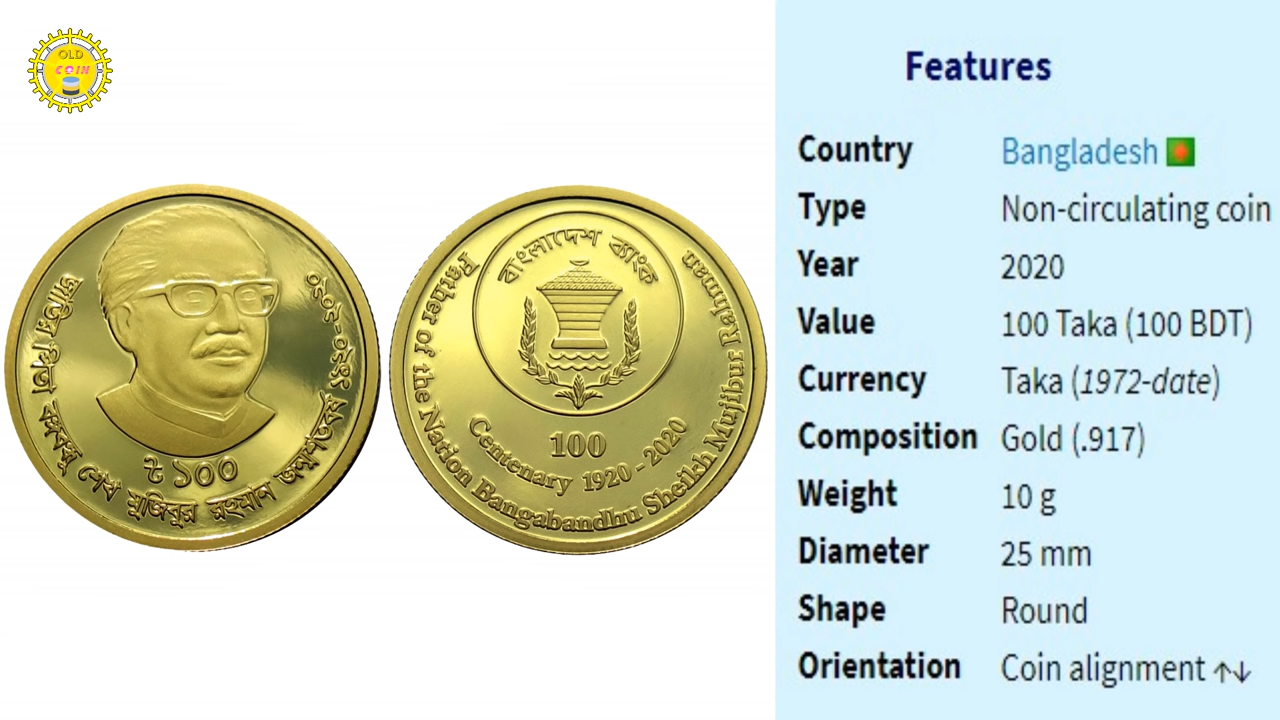 OLD
COIN
জাতির পিতা বঙ্গবন্ধু শেখ মুজিবুর রহমান জন্মশতবর্ষ ১৯২০-২০২০
৳ ১০০
বাংলাদেশ ব্যাংক
100
Centenary 1920 - 2020
Father of the Nation Bangabandhu Sheikh Mujibur Rahman
Features
Country Bangladesh
Type Non-circulating coin
Year 2020
Value 100 Taka (100 BDT)
Currency Taka (1972-date)
Composition Gold (.917)
Weight 10 g
Diameter 25 mm
Shape Round
Orientation Coin alignment ↑↓